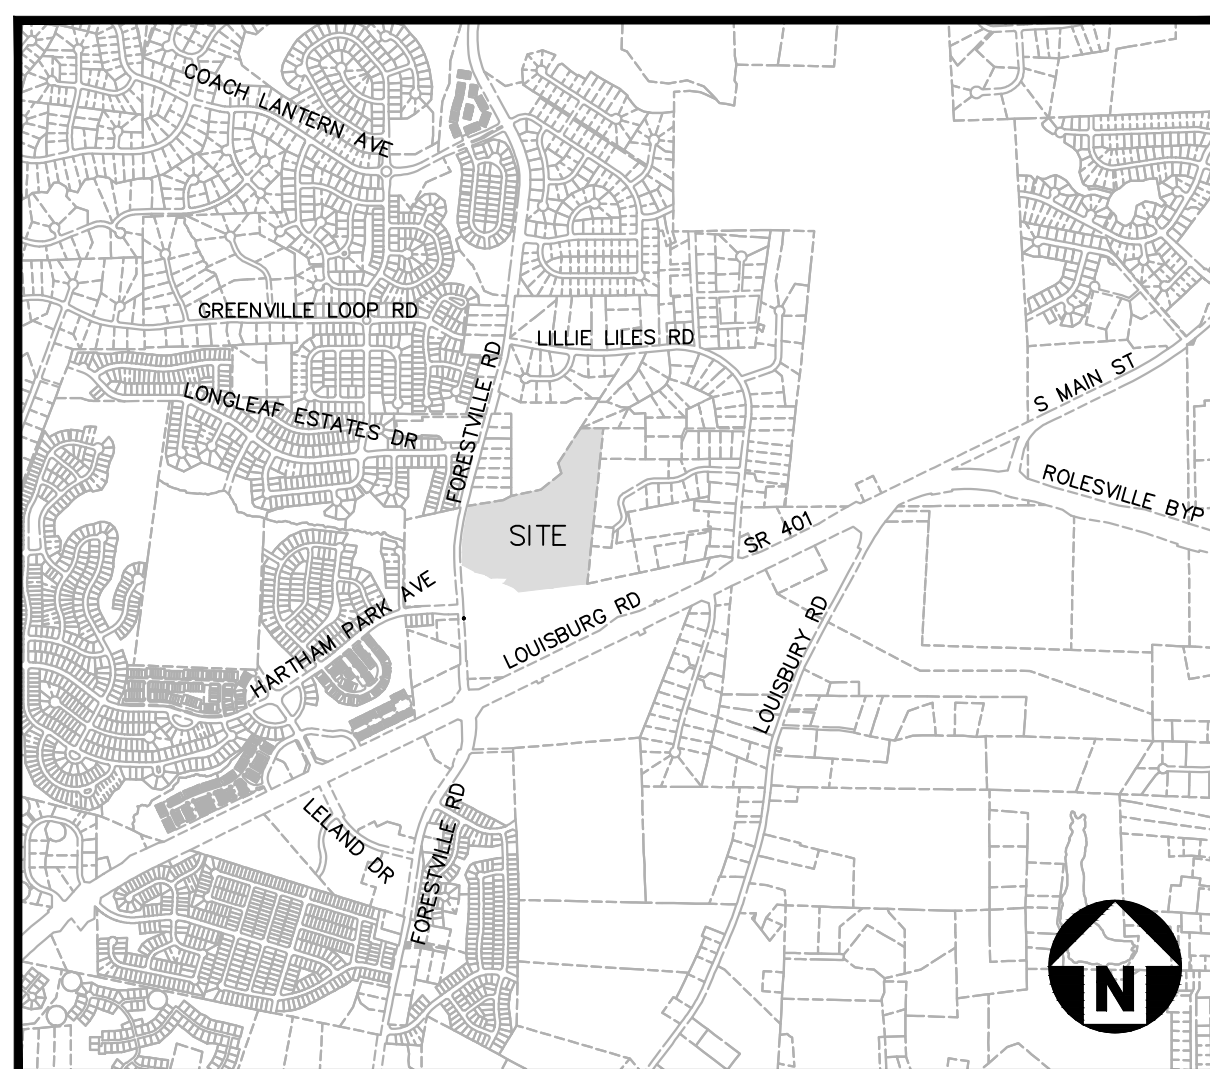 COACH LANTERN AVE
GREENVILLE LOOP RD
LILLIE LILES RD
FORESTVILLE RD
S MAIN ST
LONGLEAF ESTATES DR
ROLESVILLE BYP
SITE
SR 401
HARTHAM PARK AVE
LOUISBURG RD
LOUISBURY RD
LELAND DR
FORESTVILLE RD
N